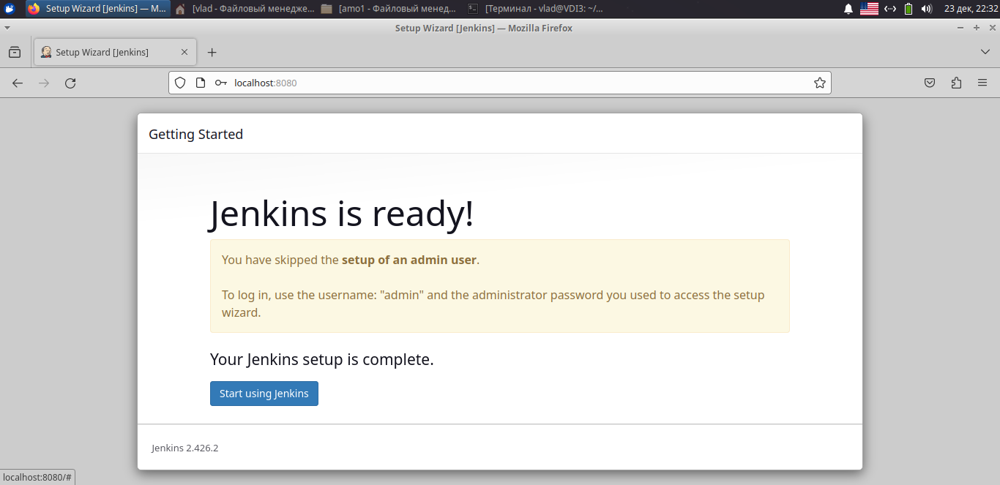 Setup Wizard [Jenkins] — M...
[vlad - Файловый менедже...
[amo1 - Файловый менед...
[Терминал - vlad@VDI3: ~/...
23 дек, 22:32
Setup Wizard [Jenkins] — Mozilla Firefox
Setup Wizard [Jenkins]
localhost:8080
Getting Started
Jenkins is ready!
You have skipped the setup of an admin user.
To log in, use the username: "admin" and the administrator password you used to access the setup
wizard.
Your Jenkins setup is complete.
Start using Jenkins
Jenkins 2.426.2
localhost:8080/#